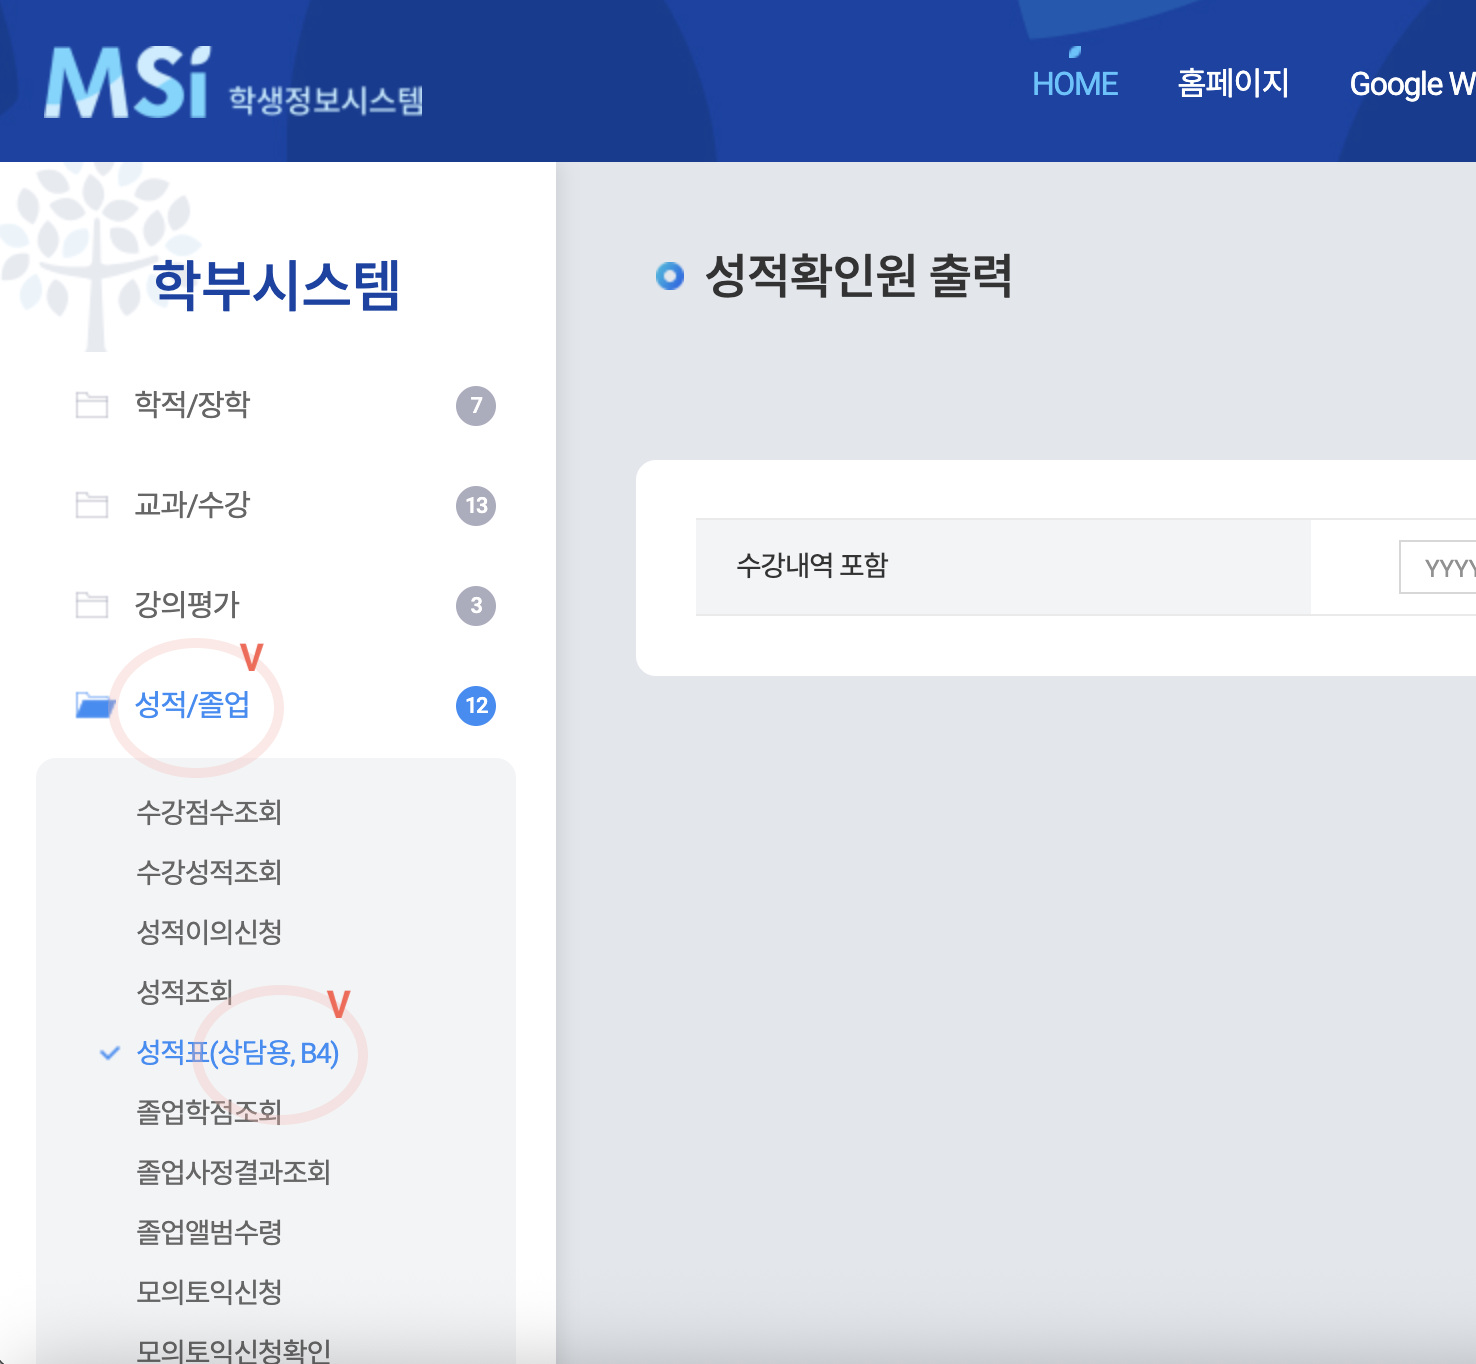 MSi 학생정보시스템
HOME 홈페이지 Google W
학부시스템
성적확인원 출력
학적/장학 7
교과/수강 13
수강내역 포함 YYYY
강의평가 3
V
성적/졸업 12
수강점수조회
수강성적조회
성적이의신청
성적조회
V
성적표(상담용, B4)
졸업학점조회
졸업사정결과조회
졸업앨범수령
모의토익신청
모의토익신청확인